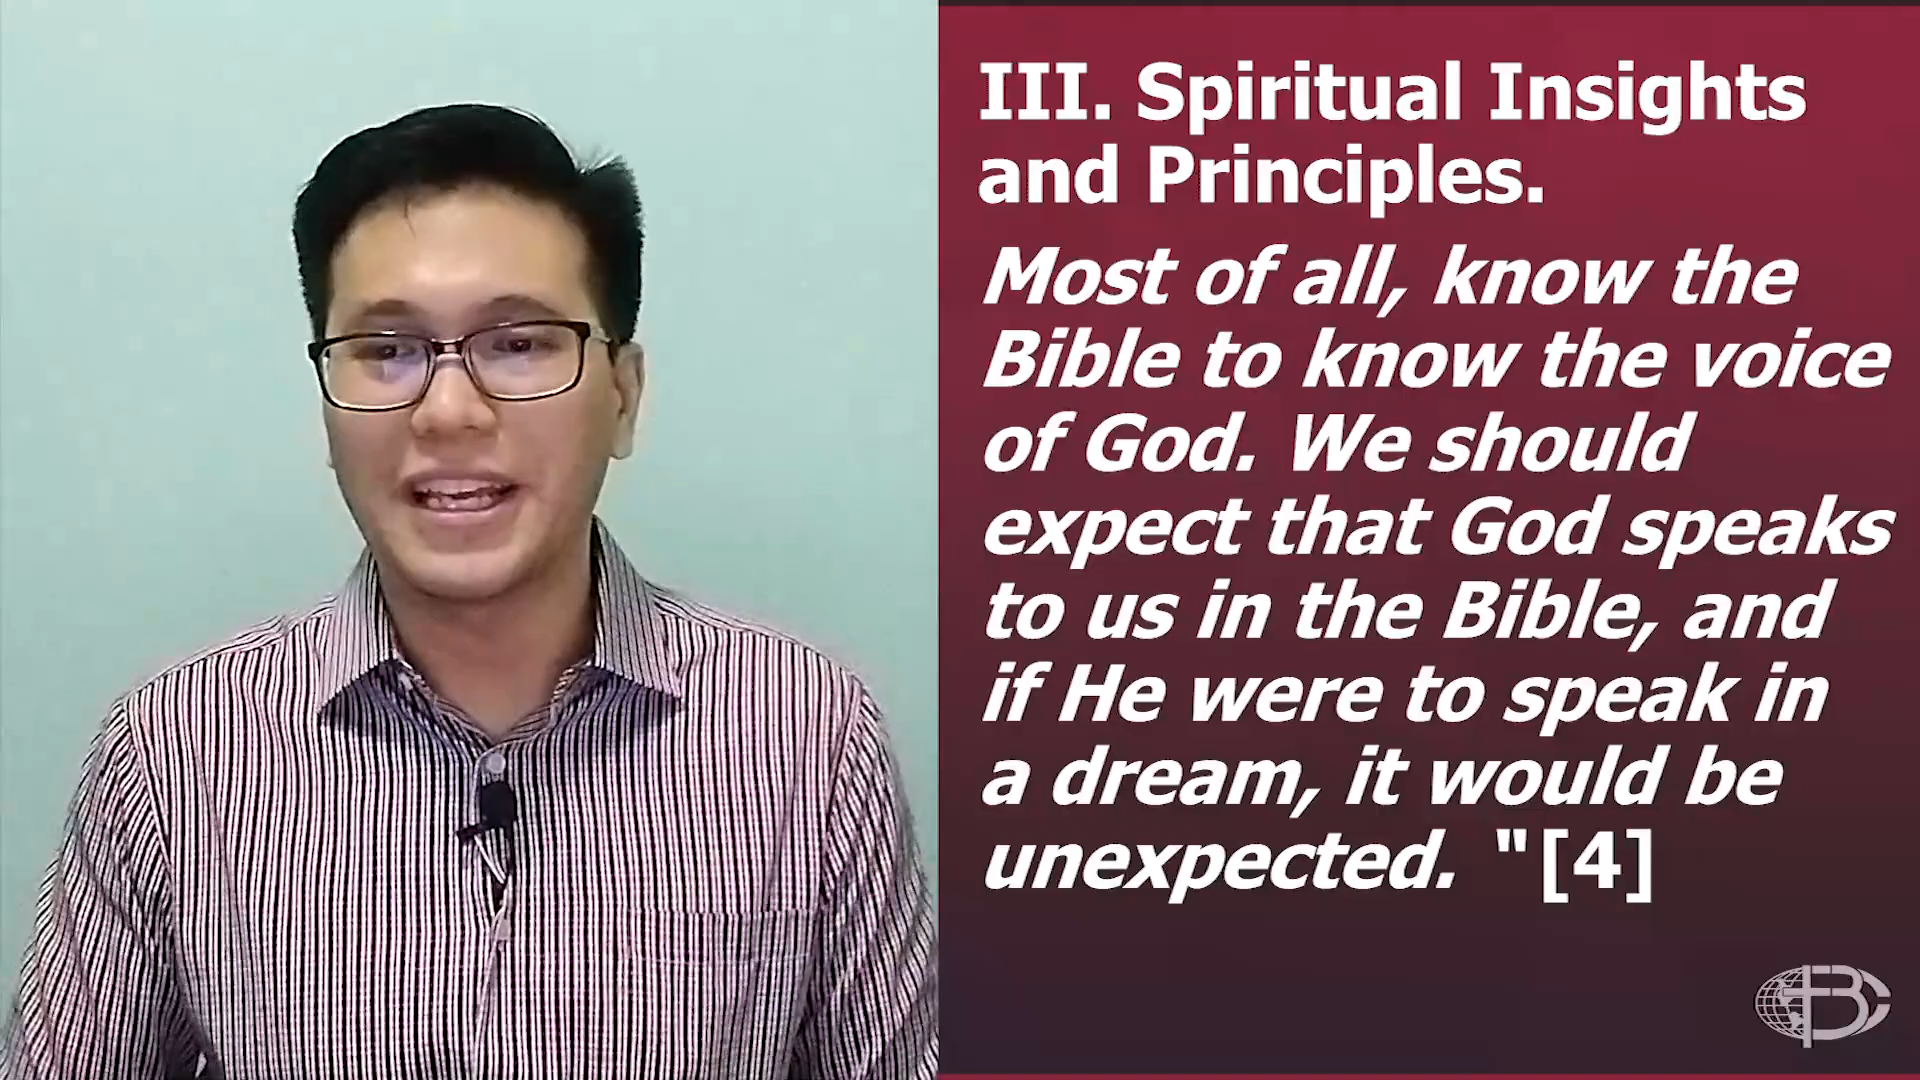 III. Spiritual Insights
and Principles.
Most of all, know the
Bible to know the voice
of God. We should
expect that God speaks
to us in the Bible, and
if He were to speak in
a dream, it would be
unexpected. "[4]
BC